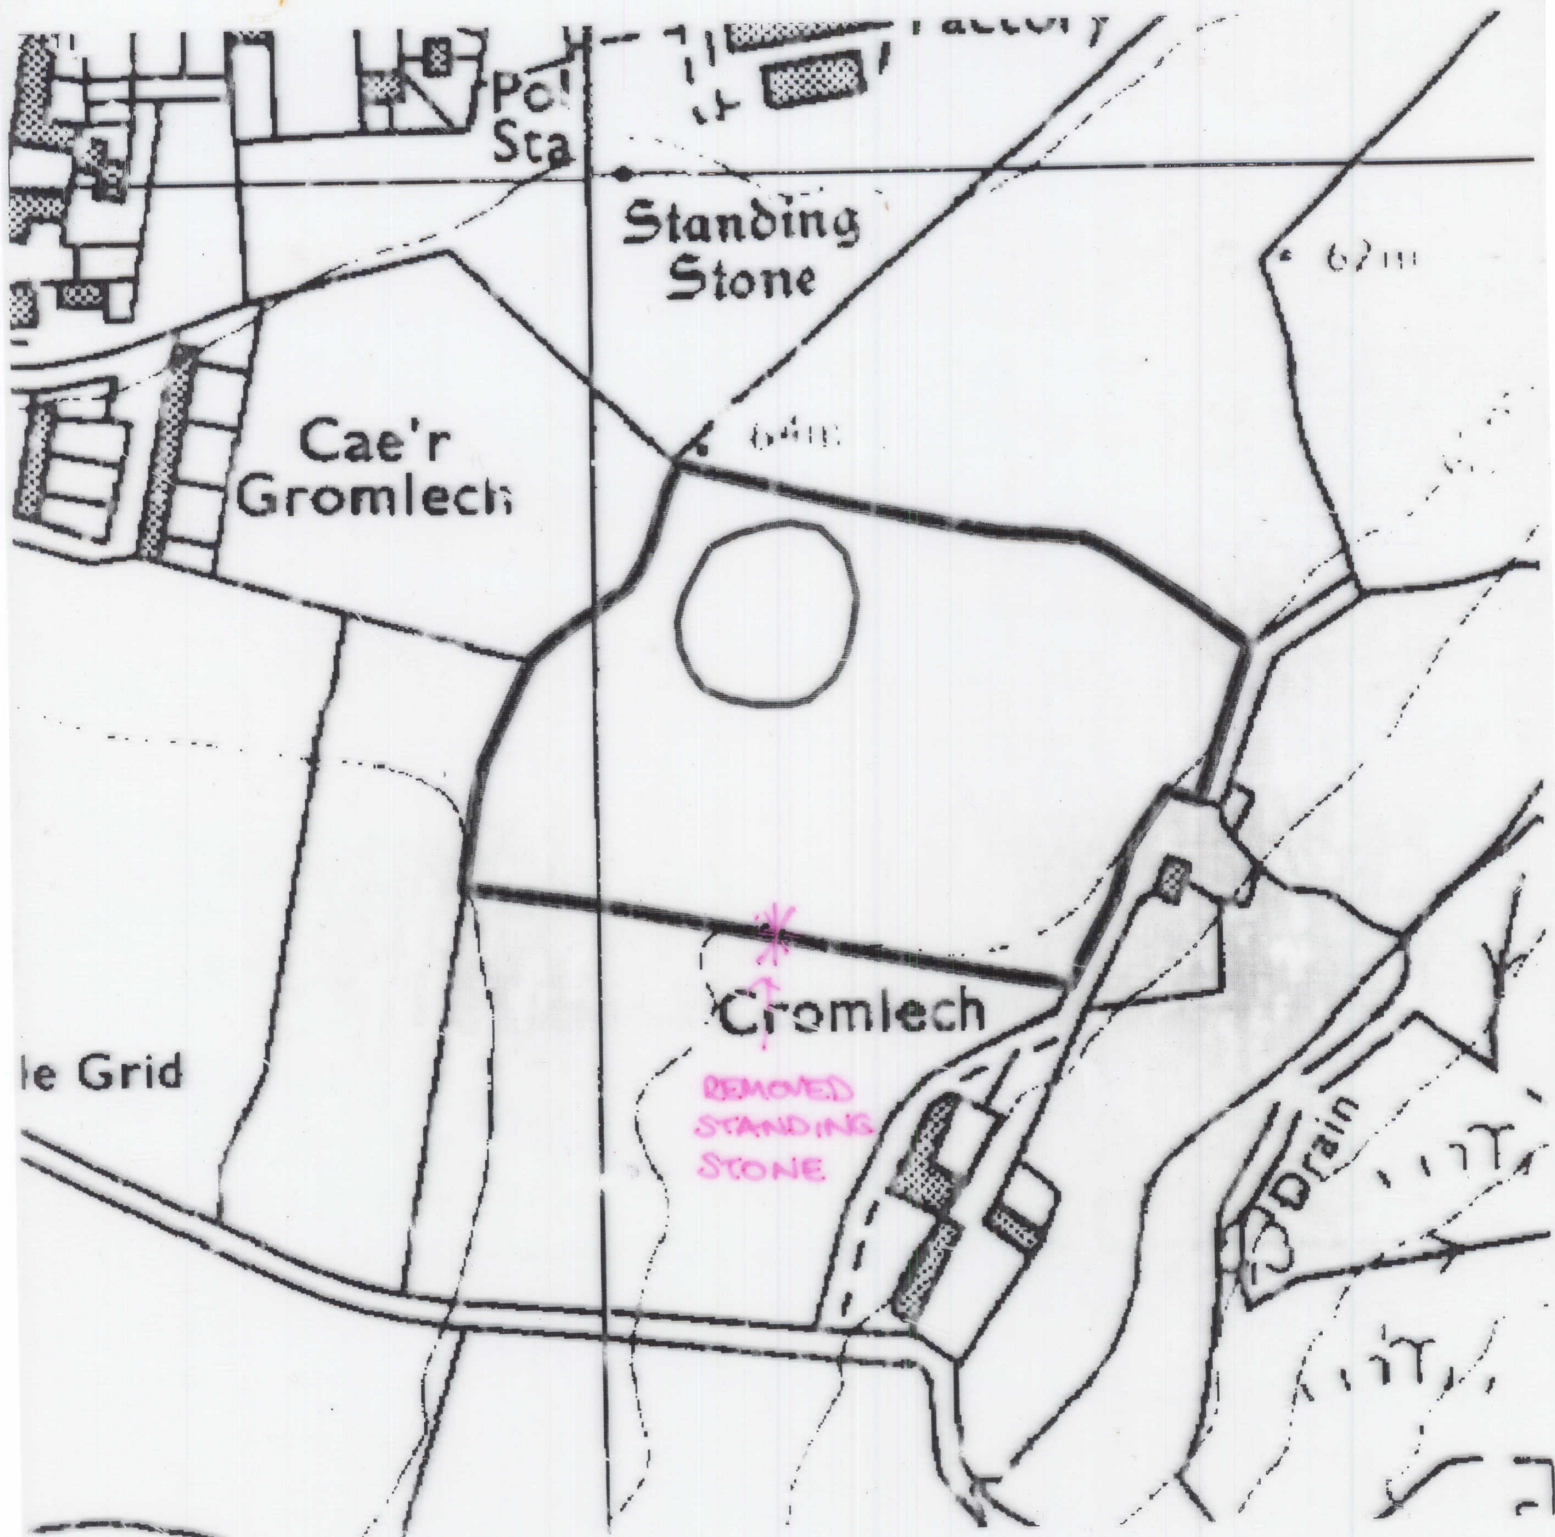 Factory
Pol
Sta
Standing
Stone
62m
64m
Cae'r
Gromlech
Cromlech
le Grid
REMOVED
STANDING
STONE
Drain